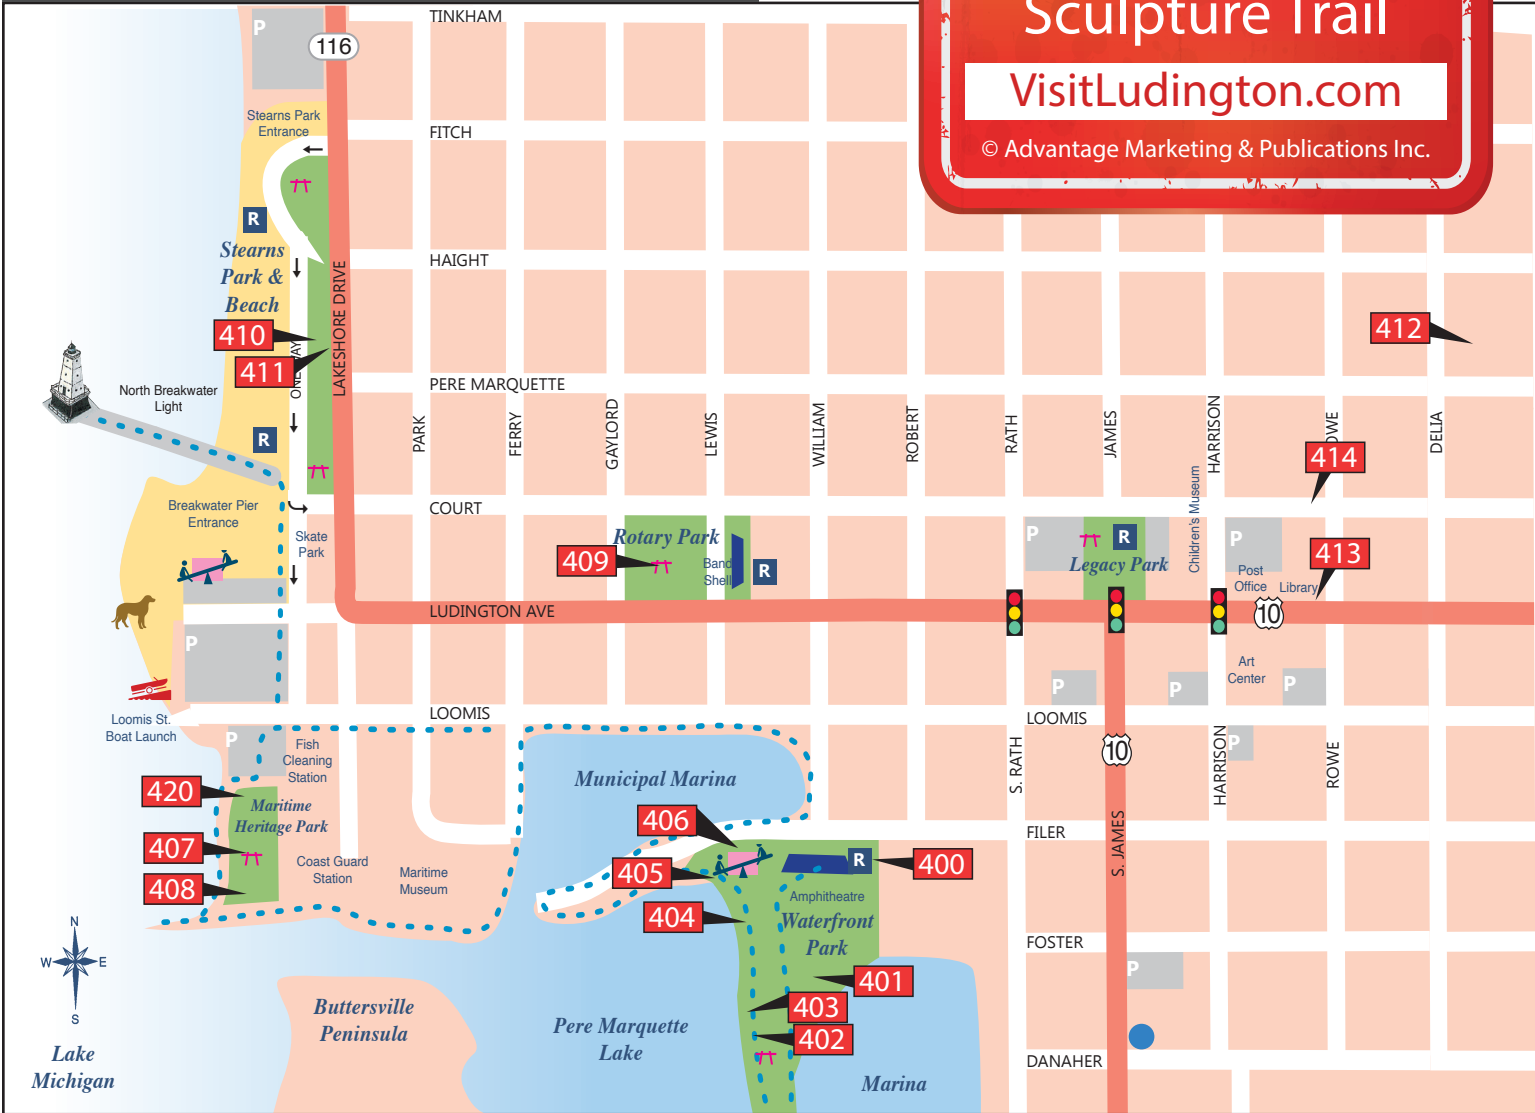 Sculpture Trail
VisitLudington.com
© Advantage Marketing & Publications Inc.
TINKHAM
P
116
Stearns Park
Entrance
FITCH
R
Stearns
Park &
Beach
HAIGHT
LAKESHORE DRIVE
410
411
412
North Breakwater
Light
PERE MARQUETTE
R
PARK
FERRY
GAYLORD
LEWIS
WILLIAM
ROBERT
RATH
JAMES
HARRISON
DELIA
414
Breakwater Pier
Entrance
COURT
Skate
Park
Rotary Park
409
Band
Shell
R
P
R
Legacy Park
Children's Museum
P
Post
Office
Library
413
LUDINGTON AVE
10
P
Art
Center
P
P
P
Loomis St.
Boat Launch
LOOMIS
LOOMIS
P
Fish
Cleaning
Station
Municipal Marina
10
P
S. RATH
HARRISON
ROWE
420
Maritime
Heritage Park
407
408
Coast Guard
Station
Maritime
Museum
406
405
404
R
400
Amphitheatre
Waterfront
Park
FILER
S. JAMES
FOSTER
P
401
403
402
N
W
E
S
Lake
Michigan
Buttersville
Peninsula
Pere Marquette
Lake
Marina
DANAHER